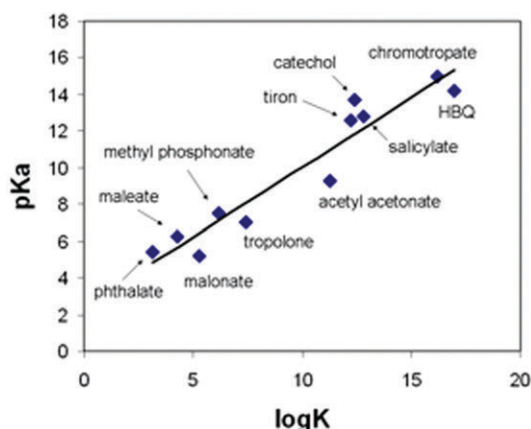 18
16
14
12
10
8
6
4
2
0
pKa
chromotropate
catechol
tiron
HBQ
salicylate
methyl phosphonate
acetyl acetonate
maleate
tropolone
phthalate
malonate
0 5 10 15 20
logK